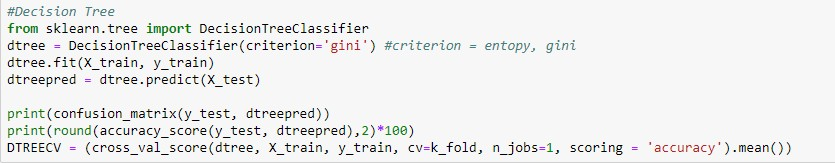 #Decision Tree
from sklearn.tree import DecisionTreeClassifier
dtree = DecisionTreeClassifier(criterion='gini') #criterion = entopy, gini
dtree.fit(X_train, y_train)
dtreepred = dtree.predict(X_test)
print(confusion_matrix(y_test, dtreepred))
print(round(accuracy_score(y_test, dtreepred),2)*100)
DTREECV = (cross_val_score(dtree, X_train, y_train, cv=k_fold, n_jobs=1, scoring = 'accuracy').mean())